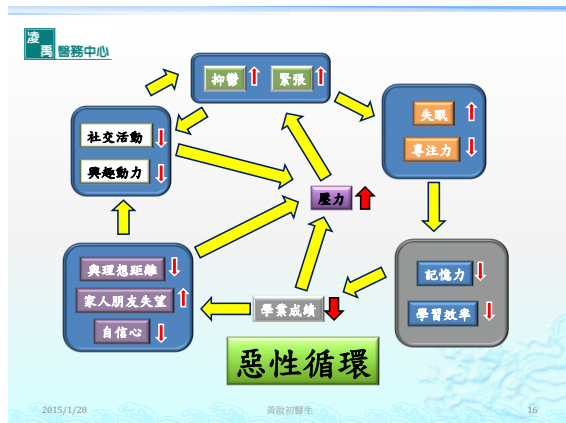 凌
禹 醫務中心
抑鬱
緊張
失眠
專注力
社交活動
興趣動力
壓力
記憶力
學習效率
與理想距離
家人朋友失望
自信心
學業成績
惡性循環
2015/1/28
黃啟初醫生
16